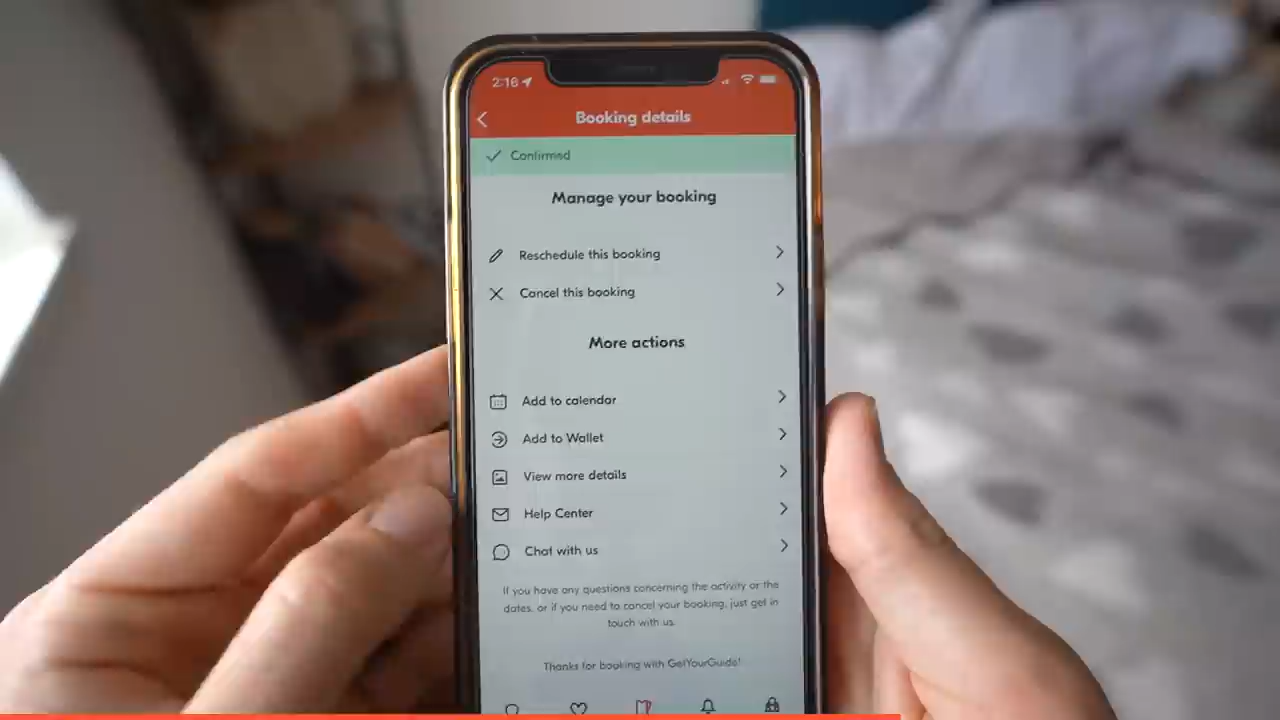 2:16
Booking details
Confirmed
Manage your booking
Reschedule this booking
Cancel this booking
More actions
Add to calendar
Add to Wallet
View more details
Help Center
Chat with us
If you have any questions concerning the activity or the
dates, or if you need to cancel your booking, just get in
touch with us.
Thanks for booking with GetYourGuide!